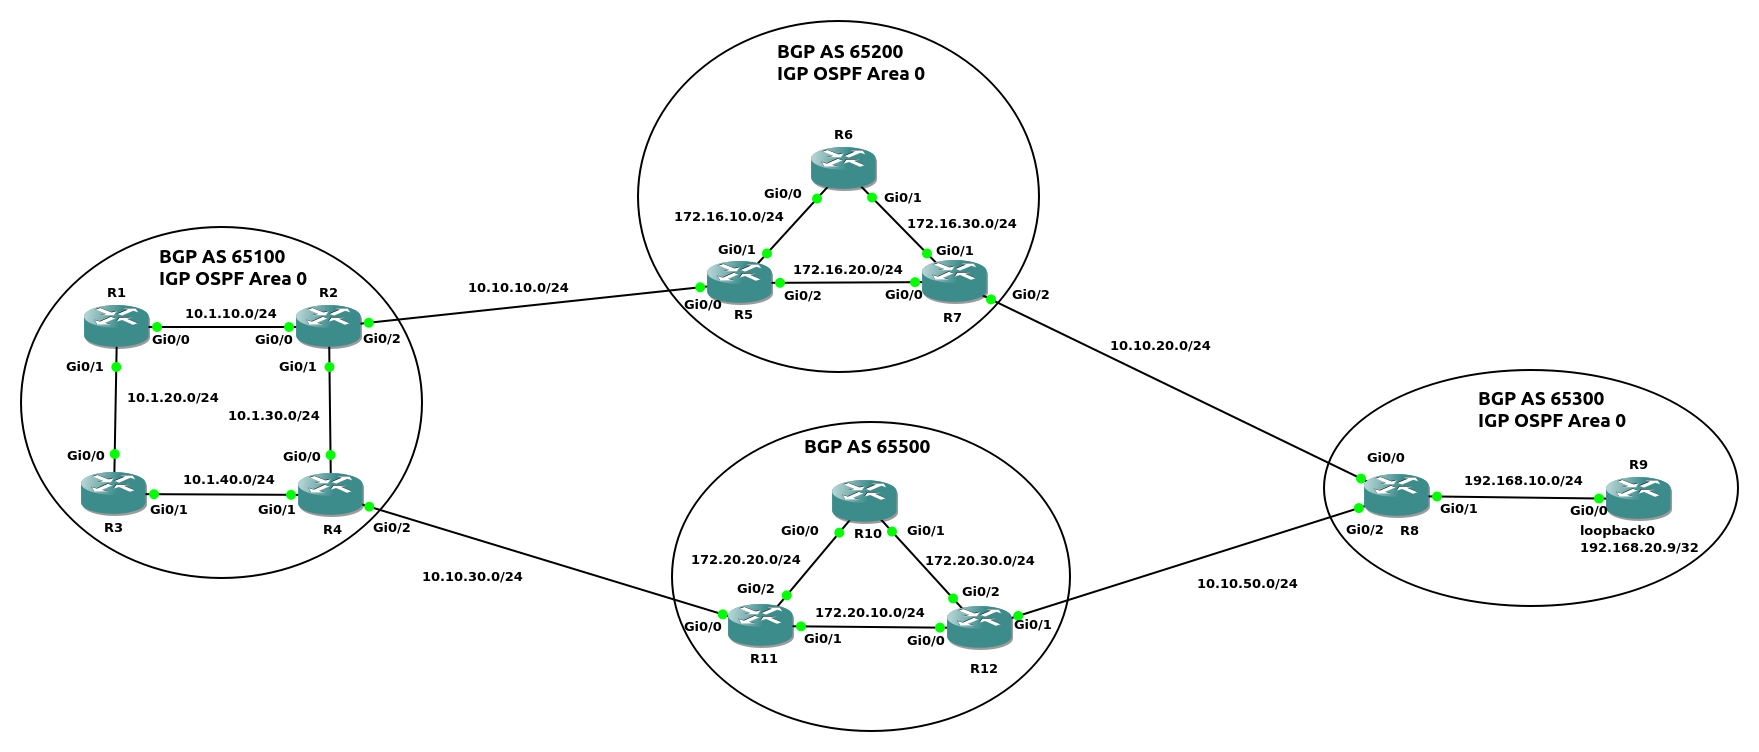 BGP AS 65200
IGP OSPF Area 0
R6
Gi0/0
Gi0/1
172.16.10.0/24
172.16.30.0/24
Gi0/1
Gi0/1
172.16.20.0/24
Gi0/2
Gi0/0
Gi0/0
R5
R7
Gi0/2
BGP AS 65100
IGP OSPF Area 0
R1
R2
10.1.10.0/24
Gi0/0
Gi0/0
Gi0/2
Gi0/1
Gi0/1
10.1.20.0/24
10.1.30.0/24
Gi0/0
Gi0/0
10.1.40.0/24
Gi0/1
Gi0/1
R3
R4
Gi0/2
10.10.10.0/24
10.10.20.0/24
10.10.30.0/24
10.10.50.0/24
BGP AS 65500
Gi0/0
R10
Gi0/1
172.20.20.0/24
172.20.30.0/24
Gi0/2
Gi0/2
172.20.10.0/24
Gi0/0
Gi0/1
Gi0/0
Gi0/1
R11
R12
BGP AS 65300
IGP OSPF Area 0
Gi0/0
R9
192.168.10.0/24
Gi0/1
Gi0/0
Gi0/2
R8
loopback0
192.168.20.9/32